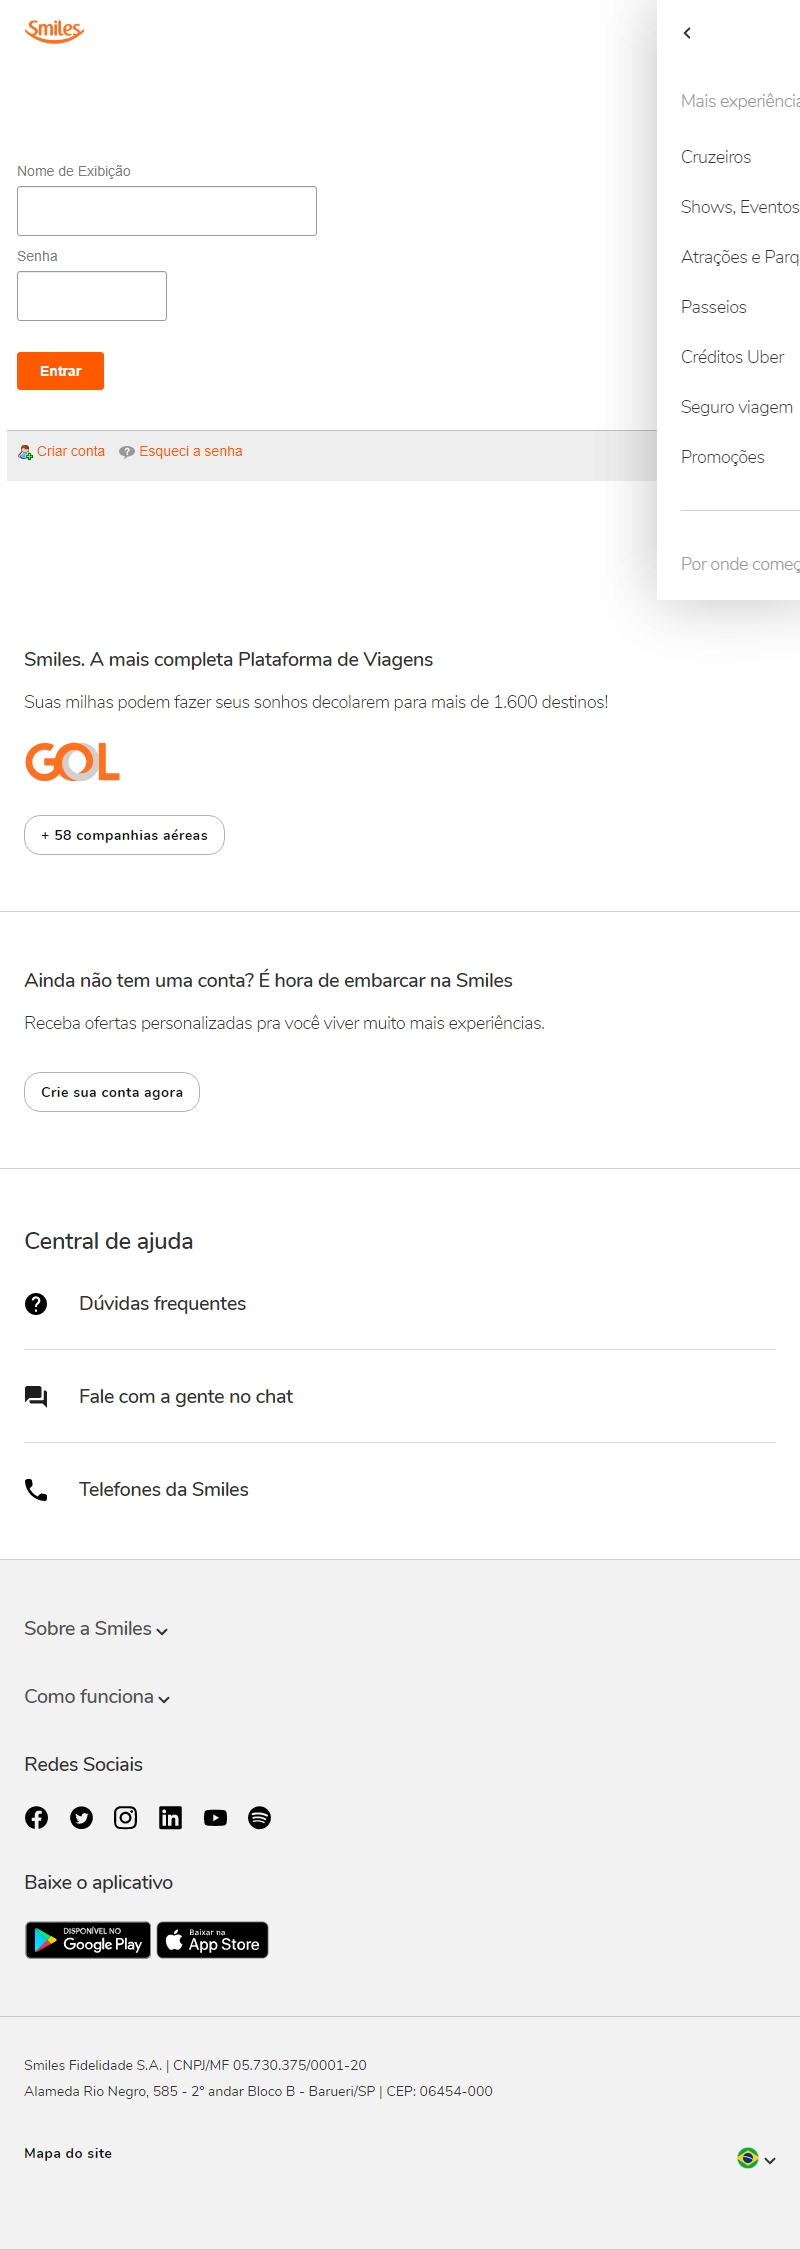 Smiles
Mais experiência
Cruzeiros
Shows, Eventos
Atrações e Parq
Passeios
Créditos Uber
Seguro viagem
Promoções
Por onde começ
Nome de Exibição
Senha
Entrar
Criar conta Esqueci a senha
Smiles. A mais completa Plataforma de Viagens
Suas milhas podem fazer seus sonhos decolarem para mais de 1.600 destinos!
GOL
+ 58 companhias aéreas
Ainda não tem uma conta? É hora de embarcar na Smiles
Receba ofertas personalizadas pra você viver muito mais experiências.
Crie sua conta agora
Central de ajuda
Dúvidas frequentes
Fale com a gente no chat
Telefones da Smiles
Sobre a Smiles
Como funciona
Redes Sociais
Baixe o aplicativo
DISPONÍVEL NO
Google Play
Baixar na
App Store
Smiles Fidelidade S.A. | CNPJ/MF 05.730.375/0001-20
Alameda Rio Negro, 585 - 2º andar Bloco B - Barueri/SP | CEP: 06454-000
Mapa do site